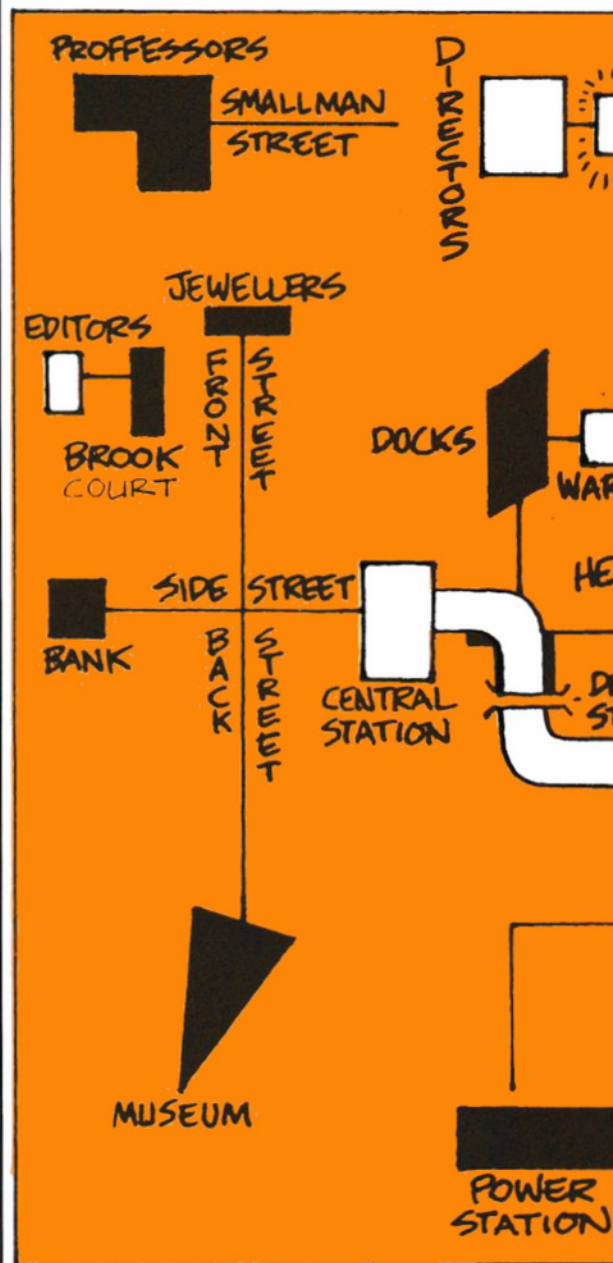 PROFFESSORS
SMALLMAN
STREET
DIRECTORS
JEWELLERS
EDITORS
FRONT
STREET
BROOK
COURT
DOCKS
SIDE STREET
BANK
BACK
STREET
CENTRAL
STATION
MUSEUM
POWER
STATION